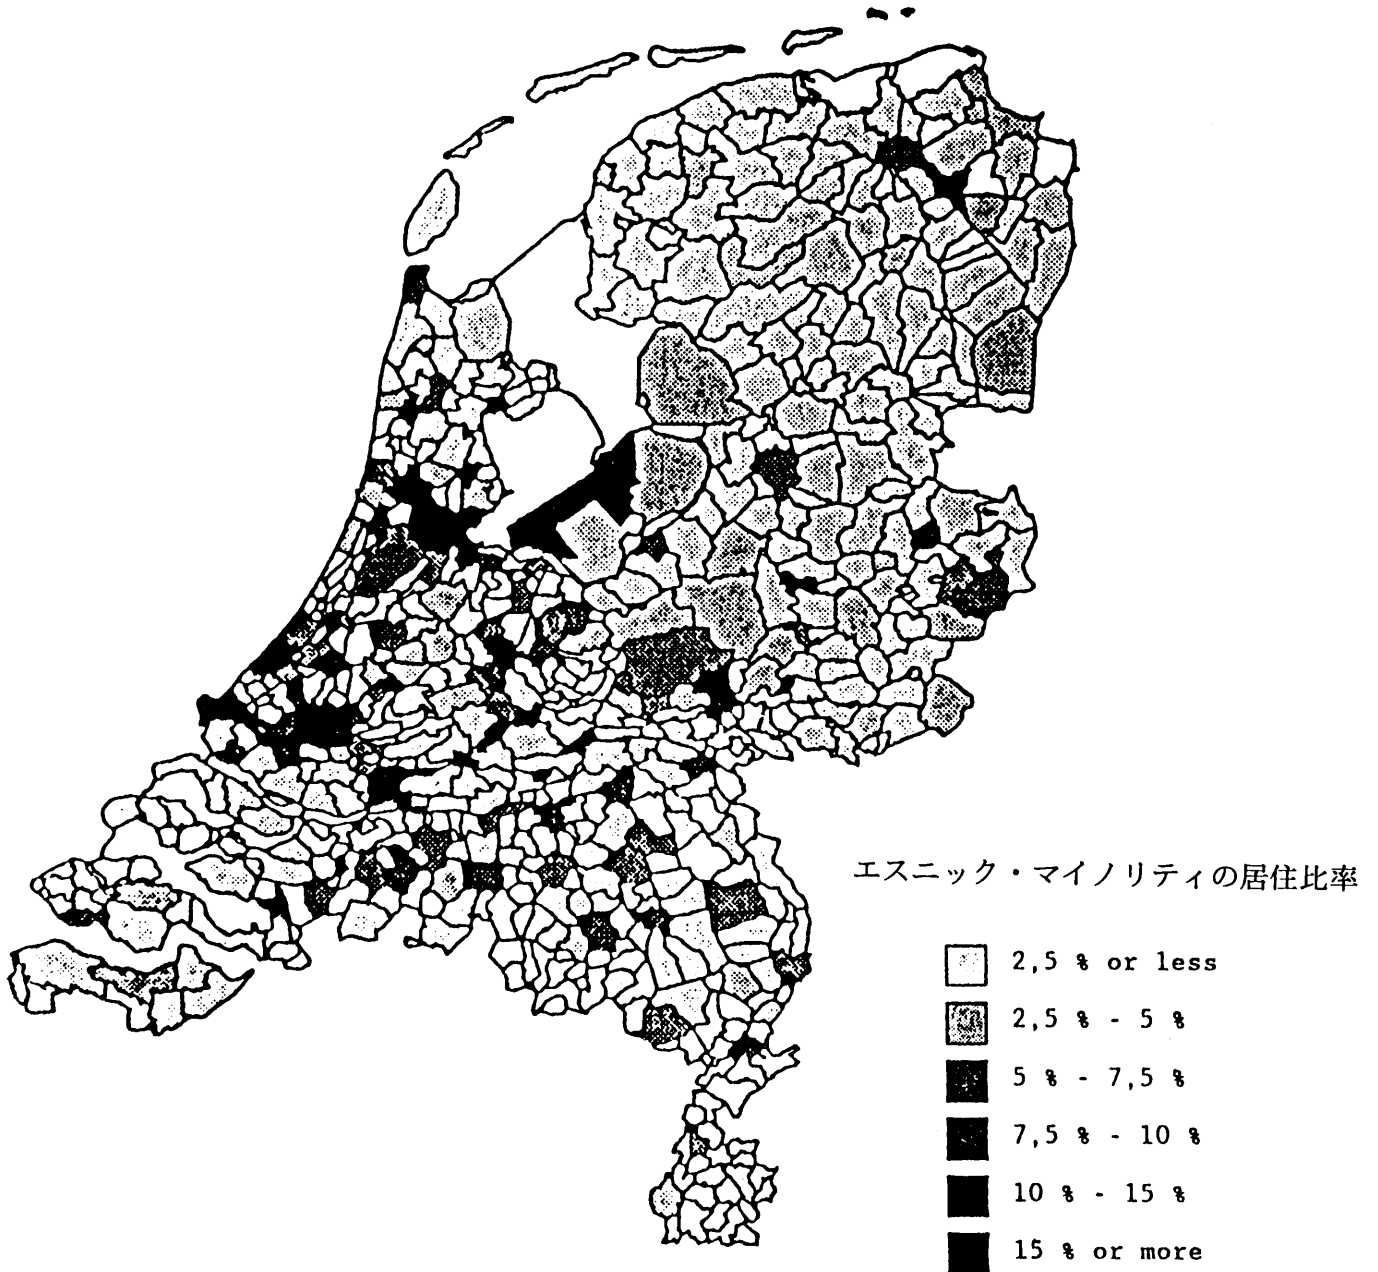 エスニック・マイノリティの居住比率
2,5 % or less
2,5 % - 5 %
5 % - 7,5 %
7,5 % - 10 %
10 % - 15 %
15 % or more